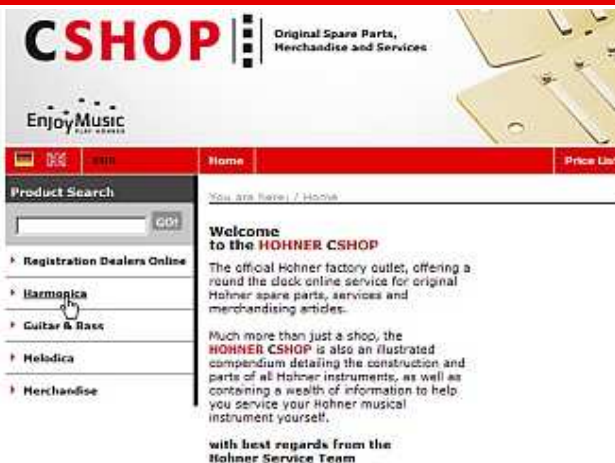 CSHOP
Original Spare Parts,
Merchandise and Services
Enjoy Music
PLAY HOHNER
Home
Price List
Product Search
GO!
You are here: / Home
Registration Dealers Online
Harmonica
Guitar & Bass
Melodica
Merchandise
Welcome
to the HOHNER CSHOP
The official Hohner factory outlet, offering a
round the clock online service for original
Hohner spare parts, services and
merchandising articles.
Much more than just a shop, the
HOHNER CSHOP is also an illustrated
compendium detailing the construction and
parts of all Hohner instruments, as well as
containing a wealth of information to help
you service your Hohner musical
instrument yourself.
with best regards from the
Hohner Service Team